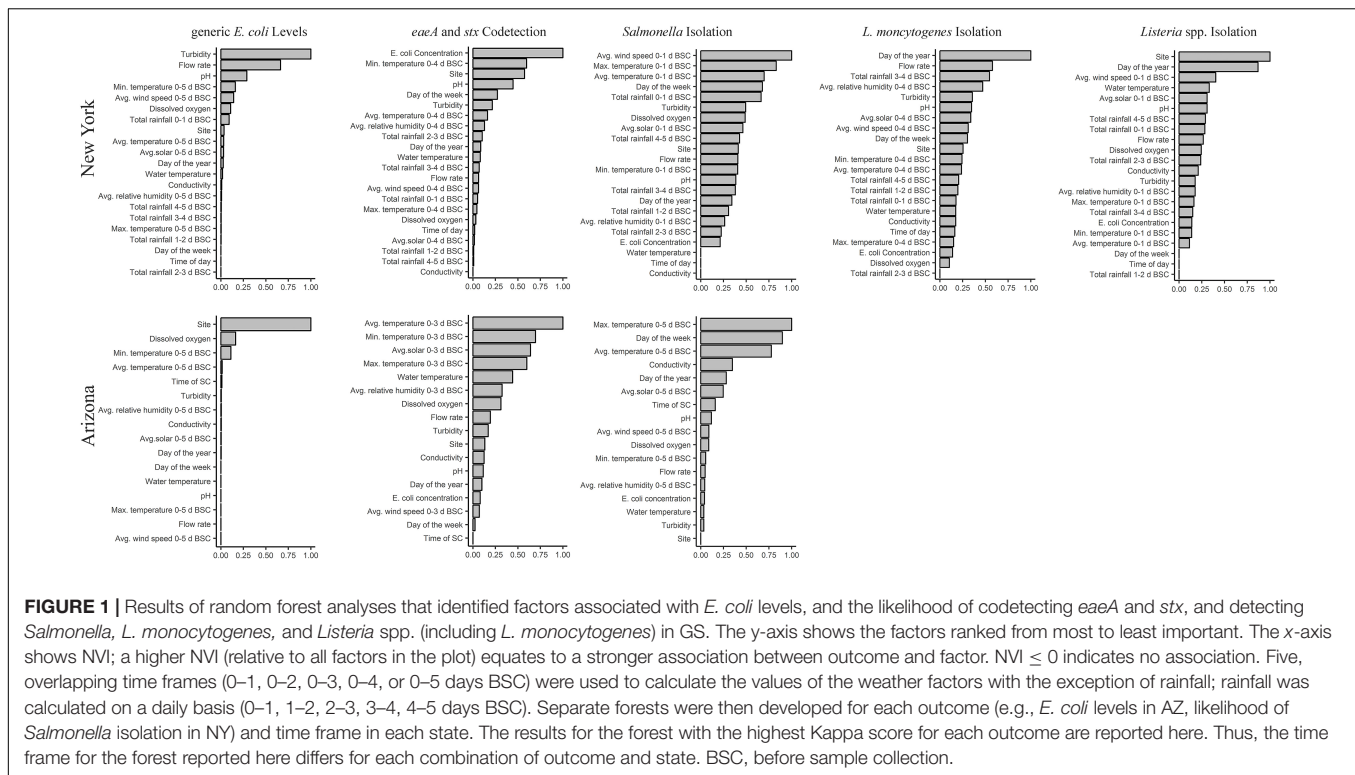 generic E. coli Levels
eaeA and stx Codetection
Salmonella Isolation
L. moncytogenes Isolation
Listeria spp. Isolation
New York
Turbidity
Flow rate
pH
Min. temperature 0-5 d BSC
Avg. wind speed 0-5 d BSC
Dissolved oxygen
Total rainfall 0-1 d BSC
Site
Avg. temperature 0-5 d BSC
Avg.solar 0-5 d BSC
Day of the year
Water temperature
Conductivity
Avg. relative humidity 0-5 d BSC
Total rainfall 4-5 d BSC
Total rainfall 3-4 d BSC
Max. temperature 0-5 d BSC
Total rainfall 1-2 d BSC
Day of the week
Time of day
Total rainfall 2-3 d BSC
0.00 0.25 0.50 0.75 1.00
E. coli Concentration
Min. temperature 0-4 d BSC
Site
pH
Day of the week
Turbidity
Avg. temperature 0-4 d BSC
Avg. relative humidity 0-4 d BSC
Total rainfall 2-3 d BSC
Day of the year
Water temperature
Total rainfall 3-4 d BSC
Flow rate
Avg. wind speed 0-4 d BSC
Total rainfall 0-1 d BSC
Max. temperature 0-4 d BSC
Dissolved oxygen
Time of day
Avg.solar 0-4 d BSC
Total rainfall 1-2 d BSC
Total rainfall 4-5 d BSC
Conductivity
0.00 0.25 0.50 0.75 1.00
Avg. wind speed 0-1 d BSC
Max. temperature 0-1 d BSC
Avg. temperature 0-1 d BSC
Day of the week
Total rainfall 0-1 d BSC
Turbidity
Dissolved oxygen
Avg.solar 0-1 d BSC
Total rainfall 4-5 d BSC
Site
Flow rate
Min. temperature 0-1 d BSC
pH
Total rainfall 3-4 d BSC
Day of the year
Total rainfall 1-2 d BSC
Avg. relative humidity 0-1 d BSC
Total rainfall 2-3 d BSC
E. coli Concentration
Water temperature
Time of day
Conductivity
0.00 0.25 0.50 0.75 1.00
Day of the year
Flow rate
Total rainfall 3-4 d BSC
Avg. relative humidity 0-4 d BSC
Turbidity
pH
Avg.solar 0-4 d BSC
Avg. wind speed 0-4 d BSC
Day of the week
Site
Min. temperature 0-4 d BSC
Avg. temperature 0-4 d BSC
Total rainfall 4-5 d BSC
Total rainfall 1-2 d BSC
Total rainfall 0-1 d BSC
Water temperature
Conductivity
Time of day
Max. temperature 0-4 d BSC
E. coli Concentration
Dissolved oxygen
Total rainfall 2-3 d BSC
0.00 0.25 0.50 0.75 1.00
Site
Day of the year
Avg. wind speed 0-1 d BSC
Water temperature
Avg.solar 0-1 d BSC
pH
Total rainfall 4-5 d BSC
Total rainfall 0-1 d BSC
Flow rate
Dissolved oxygen
Total rainfall 2-3 d BSC
Conductivity
Turbidity
Avg. relative humidity 0-1 d BSC
Max. temperature 0-1 d BSC
Total rainfall 3-4 d BSC
E. coli Concentration
Min. temperature 0-1 d BSC
Avg. temperature 0-1 d BSC
Day of the week
Time of day
Total rainfall 1-2 d BSC
0.00 0.25 0.50 0.75 1.00
Arizona
Site
Dissolved oxygen
Min. temperature 0-5 d BSC
Avg. temperature 0-5 d BSC
Time of SC
Turbidity
Avg. relative humidity 0-5 d BSC
Conductivity
Avg.solar 0-5 d BSC
Day of the year
Day of the week
Water temperature
pH
Max. temperature 0-5 d BSC
Flow rate
Avg. wind speed 0-5 d BSC
0.00 0.25 0.50 0.75 1.00
Avg. temperature 0-3 d BSC
Min. temperature 0-3 d BSC
Avg.solar 0-3 d BSC
Max. temperature 0-3 d BSC
Water temperature
Avg. relative humidity 0-3 d BSC
Dissolved oxygen
Flow rate
Turbidity
Site
Conductivity
pH
Day of the year
E. coli concentration
Avg. wind speed 0-3 d BSC
Day of the week
Time of SC
0.00 0.25 0.50 0.75 1.00
Max. temperature 0-5 d BSC
Day of the week
Avg. temperature 0-5 d BSC
Conductivity
Day of the year
Avg.solar 0-5 d BSC
Time of SC
pH
Avg. wind speed 0-5 d BSC
Dissolved oxygen
Min. temperature 0-5 d BSC
Flow rate
Avg. relative humidity 0-5 d BSC
E. coli concentration
Water temperature
Turbidity
Site
0.00 0.25 0.50 0.75 1.00
FIGURE 1 | Results of random forest analyses that identified factors associated with E. coli levels, and the likelihood of codetecting eaeA and stx, and detecting
Salmonella, L. monocytogenes, and Listeria spp. (including L. monocytogenes) in GS. The y-axis shows the factors ranked from most to least important. The x-axis
shows NVI; a higher NVI (relative to all factors in the plot) equates to a stronger association between outcome and factor. NVI ≤ 0 indicates no association. Five,
overlapping time frames (0–1, 0–2, 0–3, 0–4, or 0–5 days BSC) were used to calculate the values of the weather factors with the exception of rainfall; rainfall was
calculated on a daily basis (0–1, 1–2, 2–3, 3–4, 4–5 days BSC). Separate forests were then developed for each outcome (e.g., E. coli levels in AZ, likelihood of
Salmonella isolation in NY) and time frame in each state. The results for the forest with the highest Kappa score for each outcome are reported here. Thus, the time
frame for the forest reported here differs for each combination of outcome and state. BSC, before sample collection.